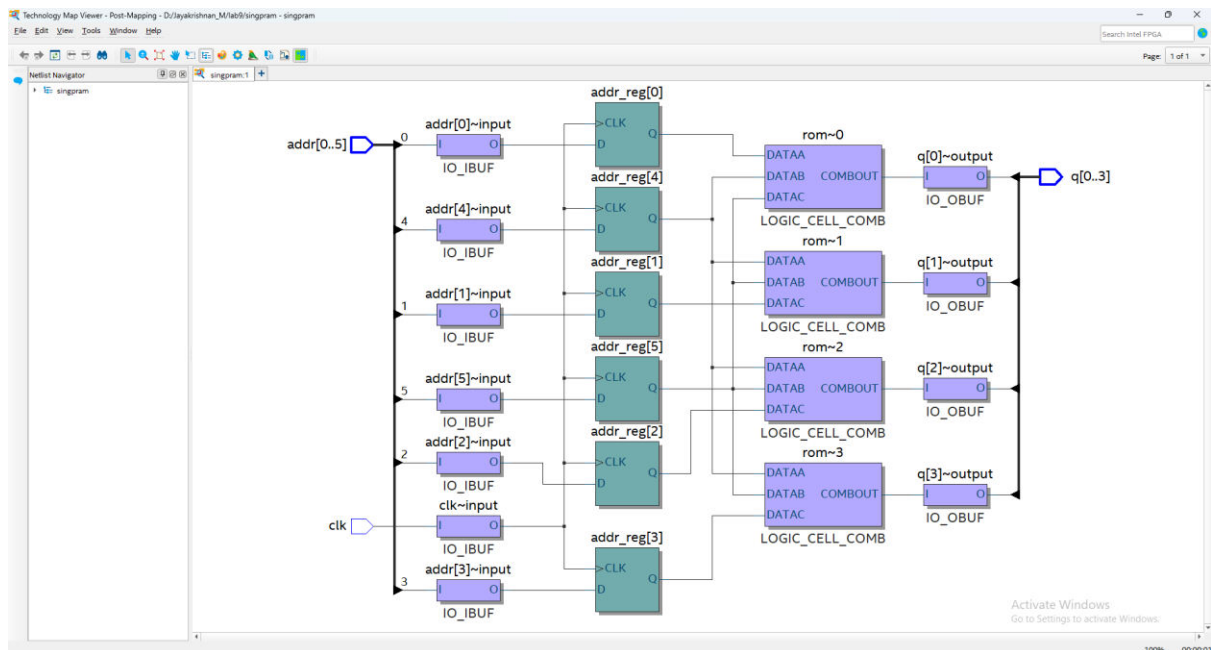 Technology Map Viewer - Post-Mapping - D:/Jayakrishnan_M/lab9/singpram - singpram
File Edit View Tools Window Help
Search Intel FPGA
Page: 1 of 1
Netlist Navigator
singpram:1
singpram
addr_reg[0]
addr[0]~input
rom~0
>CLK
addr[0..5]
0
I O
D
Q
IO_IBUF
DATAA
DATAB COMBOUT
DATAC
q[0]~output
I O
q[0..3]
IO_OBUF
addr_reg[4]
addr[4]~input
>CLK
4
I O
D
Q
IO_IBUF
LOGIC_CELL_COMB
rom~1
addr_reg[1]
DATAA
DATAB COMBOUT
DATAC
q[1]~output
I O
IO_OBUF
addr[1]~input
>CLK
1
I O
D
Q
IO_IBUF
LOGIC_CELL_COMB
addr_reg[5]
rom~2
addr[5]~input
>CLK
5
I O
D
Q
IO_IBUF
DATAA
DATAB COMBOUT
DATAC
q[2]~output
I O
IO_OBUF
addr_reg[2]
addr[2]~input
LOGIC_CELL_COMB
2
I O
>CLK
D
Q
IO_IBUF
rom~3
DATAA
DATAB COMBOUT
DATAC
q[3]~output
I O
IO_OBUF
clk~input
clk
I O
IO_IBUF
LOGIC_CELL_COMB
addr_reg[3]
addr[3]~input
>CLK
3
I O
D
Q
IO_IBUF
Activate Windows
Go to Settings to activate Windows.
100% 00:00:01